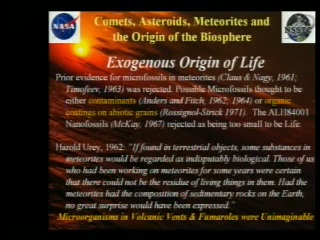 Comets, Asteroids, Meteorites and
the Origin of the Biosphere
NASA
NSSTC
Exogenous Origin of Life
Prior evidence for microfossils in meteorites (Claus & Nagy, 1961;
Timofeev, 1963) was rejected. Possible Microfossils thought to be
either contaminants (Anders and Fitch, 1962; 1964) or organic
coatings on abiotic grains (Rossignol-Strick 1971). The ALH84001
Nanofossils (McKay, 1967) rejected as being too small to be Life.
Harold Urey, 1962: "If found in terrestrial objects, some substances in
meteorites would be regarded as indisputably biological. Those of us
who had been working on meteorites for some years were certain
that there could not be the residue of living things in them. Had the
meteorites had the composition of sedimentary rocks on the Earth,
no great surprise would have been expressed."
Microorganisms in Volcanic Vents & Fumaroles were Unimaginable